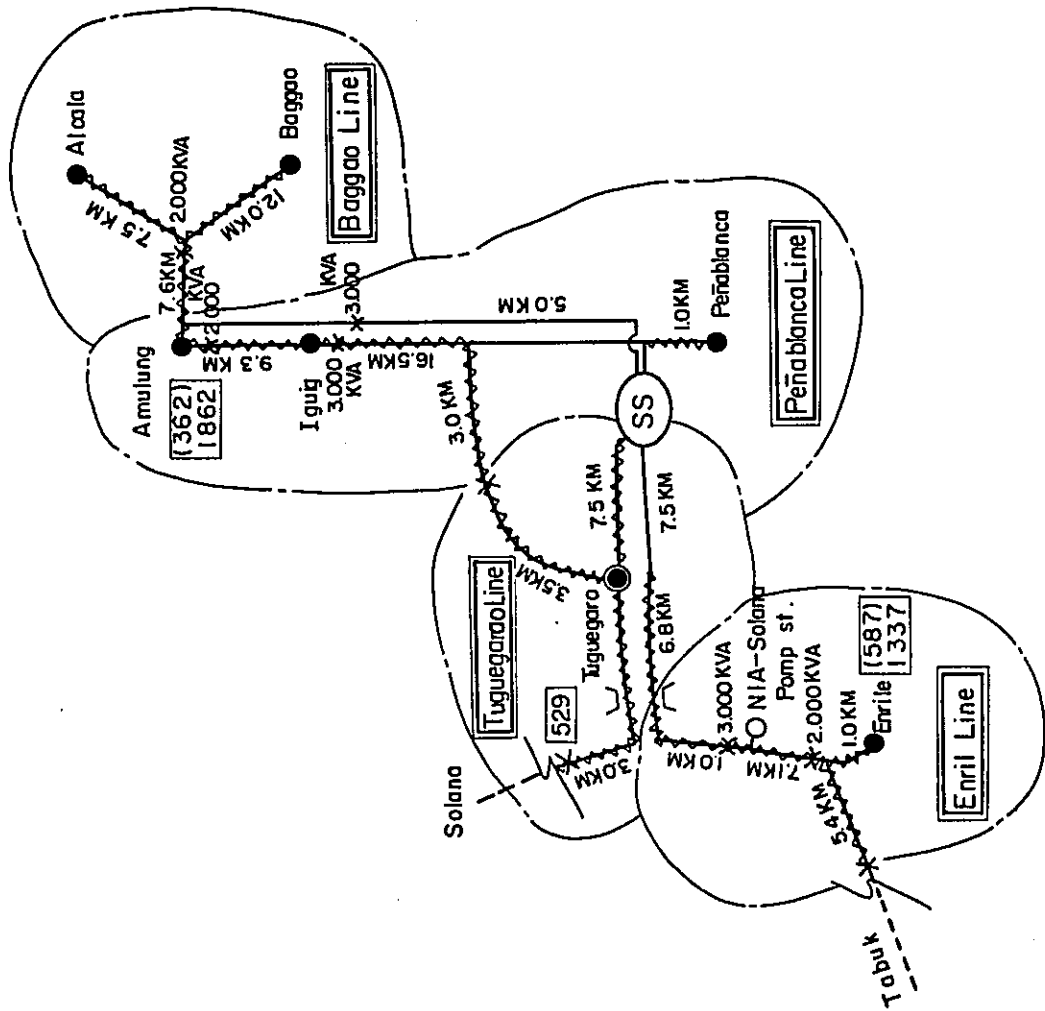 Alcala
7.5 KM
2.000KVA
12.0KM
Baggao
Baggao Line
7.6KM
KVA
2.000
Amulung
(362)
1862
9.3 KM
Iguig
3.000
KVA
3.000
KVA
16.5KM
5.0 KM
3.0 KM
1.0KM
Peñablanca
Peñablanca Line
SS
7.5 KM
7.5 KM
3.5KM
TuguegaraoLine
Tuguegaro
6.8KM
529
3.0KM
Solana
1.0KM
3.000KVA
NIA-Solana
Pomp st.
7.1KM
2.000KVA
1.0KM
(587)
1337
Enrile
5.4KM
Enril Line
Tabuk